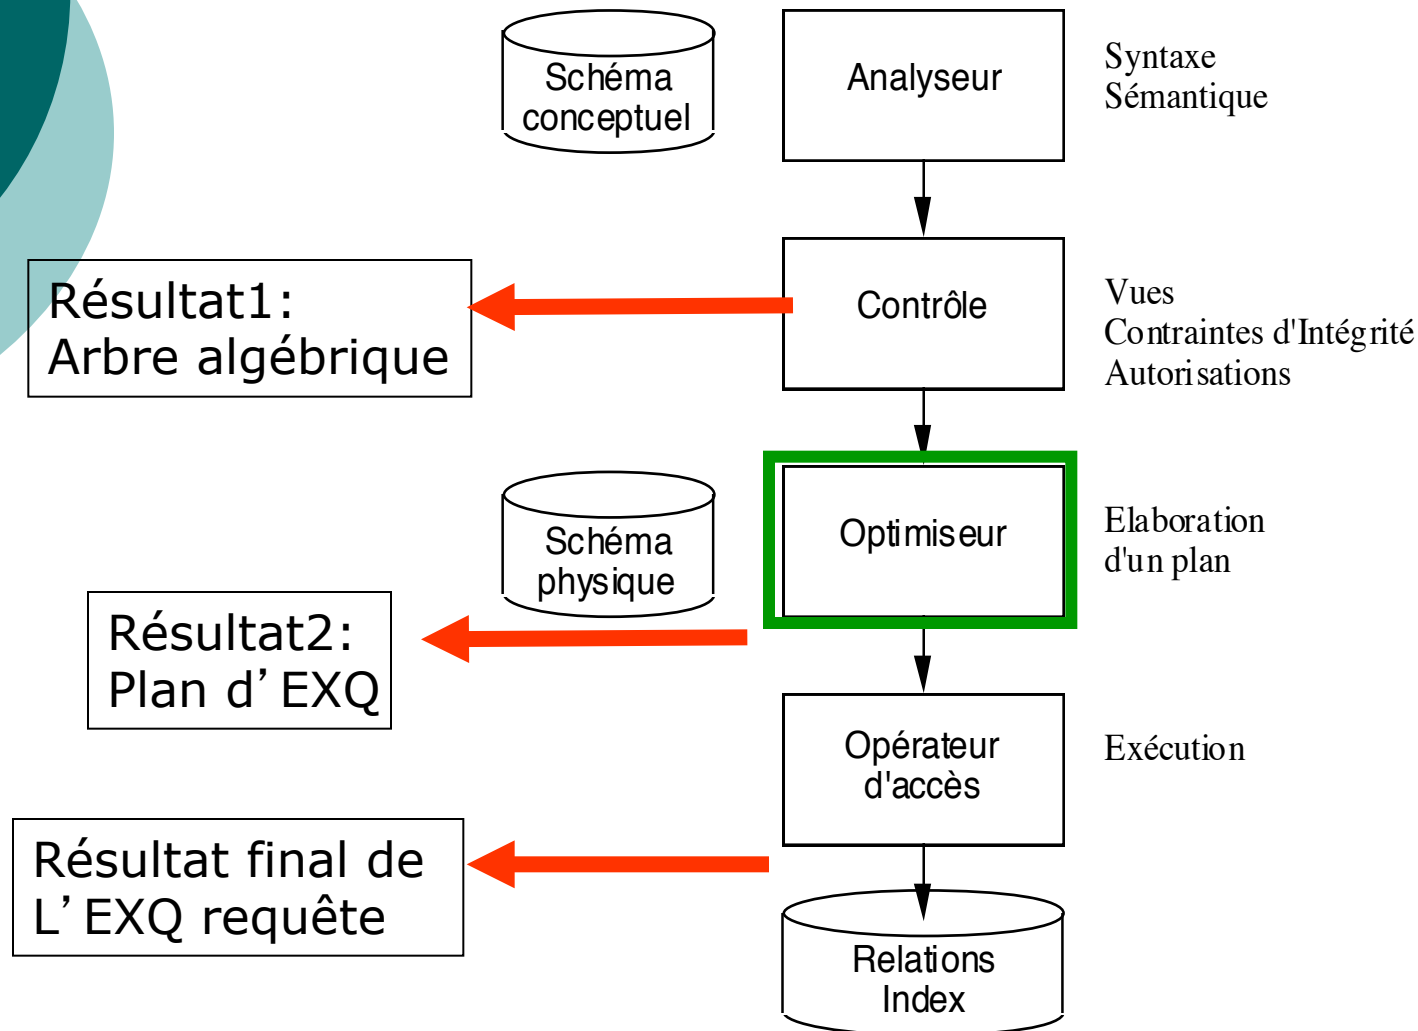 Schéma
conceptuel
Analyseur
Syntaxe
Sémantique
Résultat1:
Arbre algébrique
Contrôle
Vues
Contraintes d'Intégrité
Autorisations
Schéma
physique
Optimiseur
Elaboration
d'un plan
Résultat2:
Plan d’EXQ
Opérateur
d'accès
Exécution
Résultat final de
L’EXQ requête
Relations
Index